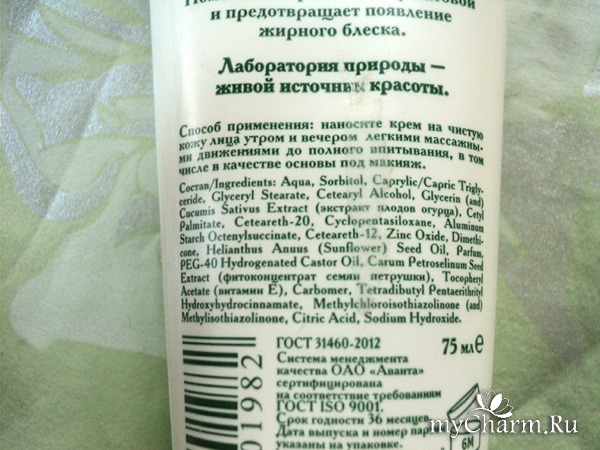 и предотвращает появление
жирного блеска.
Лаборатория природы –
живой источник красоты.
Способ применения: наносите крем на чистую
кожу лица утром и вечером легкими массажны-
ми движениями до полного впитывания, в том
числе в качестве основы под макияж.
Состав/Ingredients: Aqua, Sorbitol, Caprylic/Capric Trigly-
ceride, Glyceryl Stearate, Cetearyl Alcohol, Glycerin (and)
Cucumis Sativus Extract (экстракт плодов огурца), Cetyl
Palmitate, Ceteareth-20, Cyclopentasiloxane, Aluminum
Starch Octenylsuccinate, Ceteareth-12, Zinc Oxide, Dimethi-
cone, Helianthus Annuus (Sunflower) Seed Oil, Parfum,
PEG-40 Hydrogenated Castor Oil, Carum Petroselinum Seed
Extract (фитоконцентрат семян петрушки), Tocopheryl
Acetate (витамин Е), Carbomer, Tetradibutyl Pentaerithrityl
Hydroxyhydrocinnamate, Methylchloroisothiazolinone (and)
Methylisothiazolinone, Citric Acid, Sodium Hydroxide.
ГОСТ 31460-2012 75 мл ℮
Система менеджмента
качества ОАО «Аванта»
сертифицирована
на соответствие требованиям
ГОСТ ISO 9001.
Срок годности 36 месяцев.
Дата выпуска и номер пар
указаны на упаковке.
01982
6M
myCharm.Ru